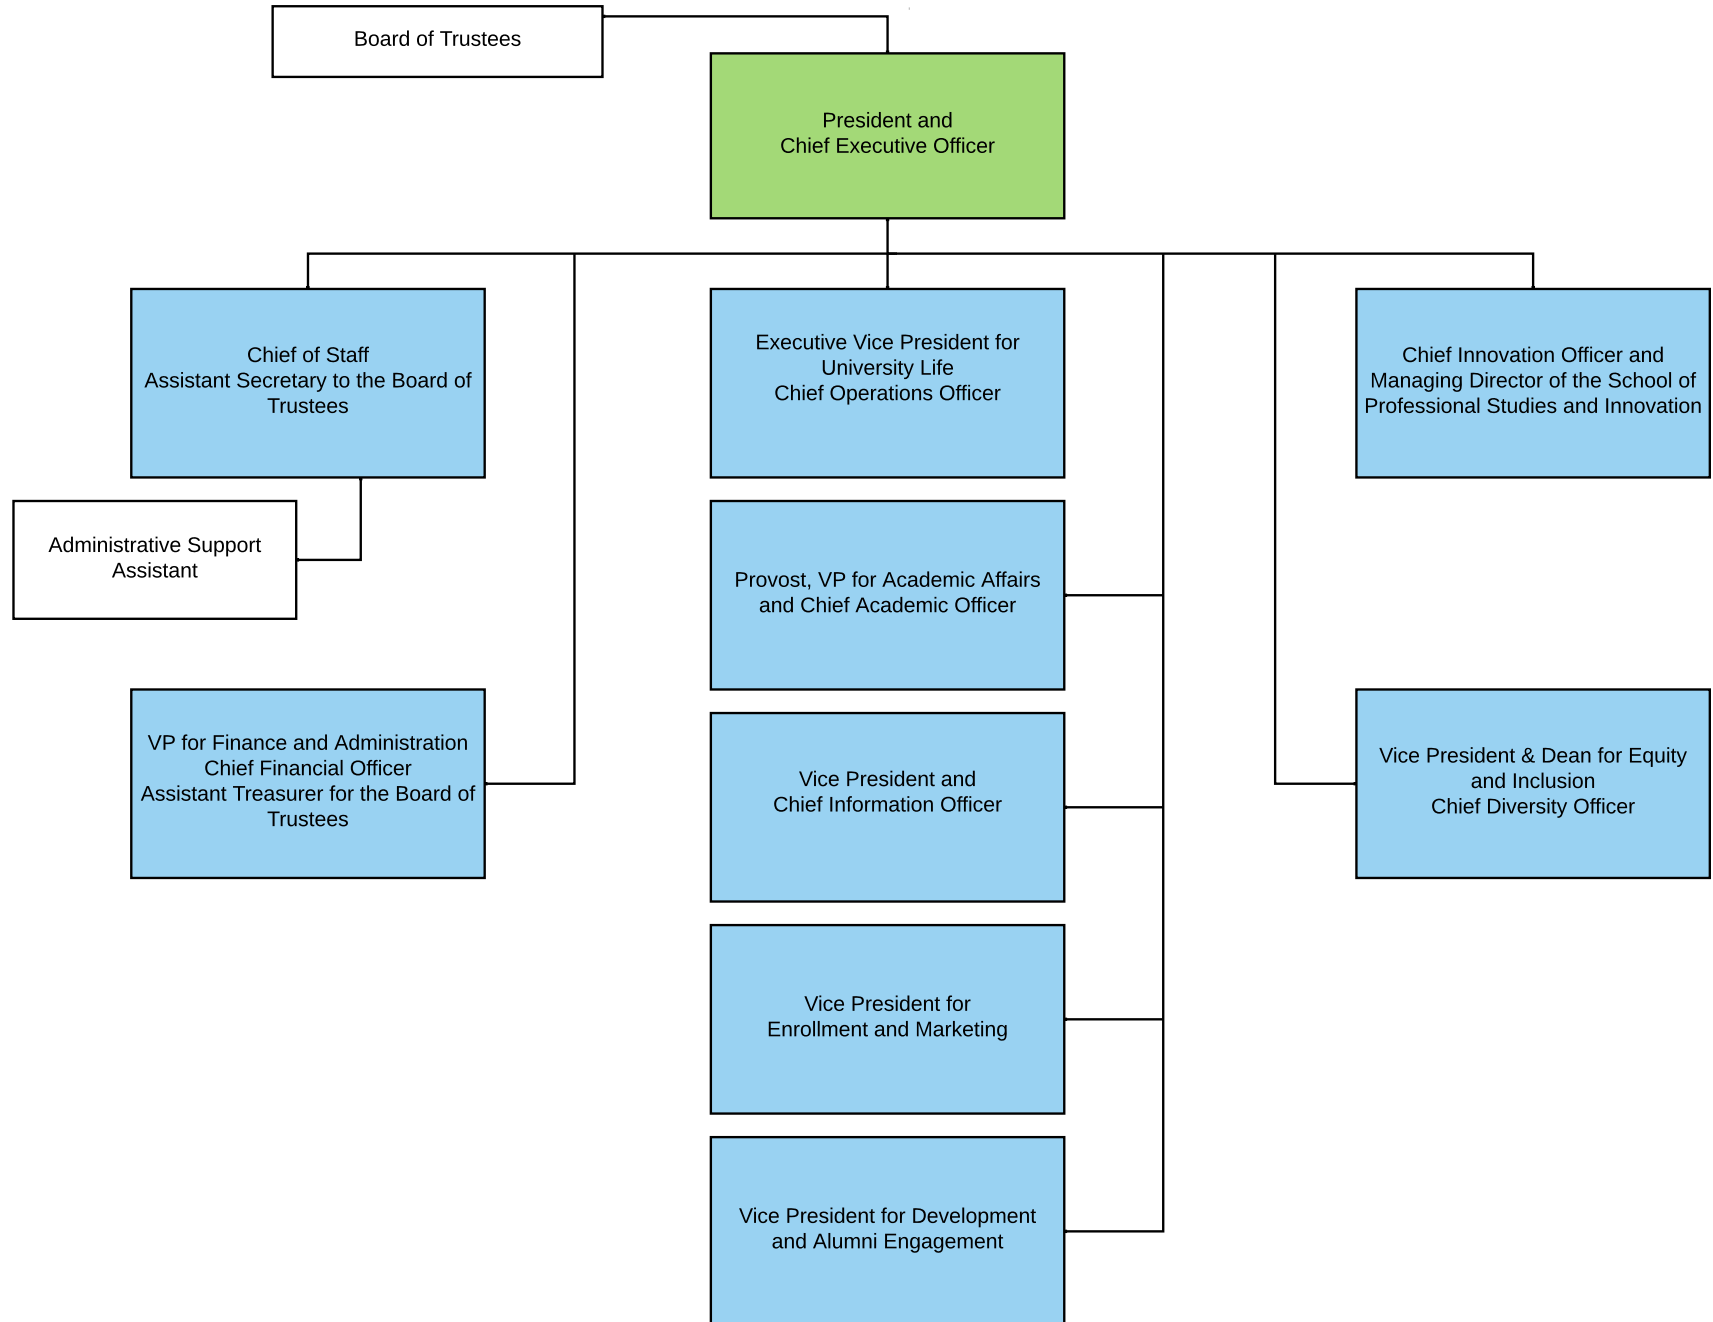 Board of Trustees
President and
Chief Executive Officer
Chief of Staff
Assistant Secretary to the Board of
Trustees
Executive Vice President for
University Life
Chief Operations Officer
Chief Innovation Officer and
Managing Director of the School of
Professional Studies and Innovation
Administrative Support
Assistant
Provost, VP for Academic Affairs
and Chief Academic Officer
VP for Finance and Administration
Chief Financial Officer
Assistant Treasurer for the Board of
Trustees
Vice President and
Chief Information Officer
Vice President & Dean for Equity
and Inclusion
Chief Diversity Officer
Vice President for
Enrollment and Marketing
Vice President for Development
and Alumni Engagement